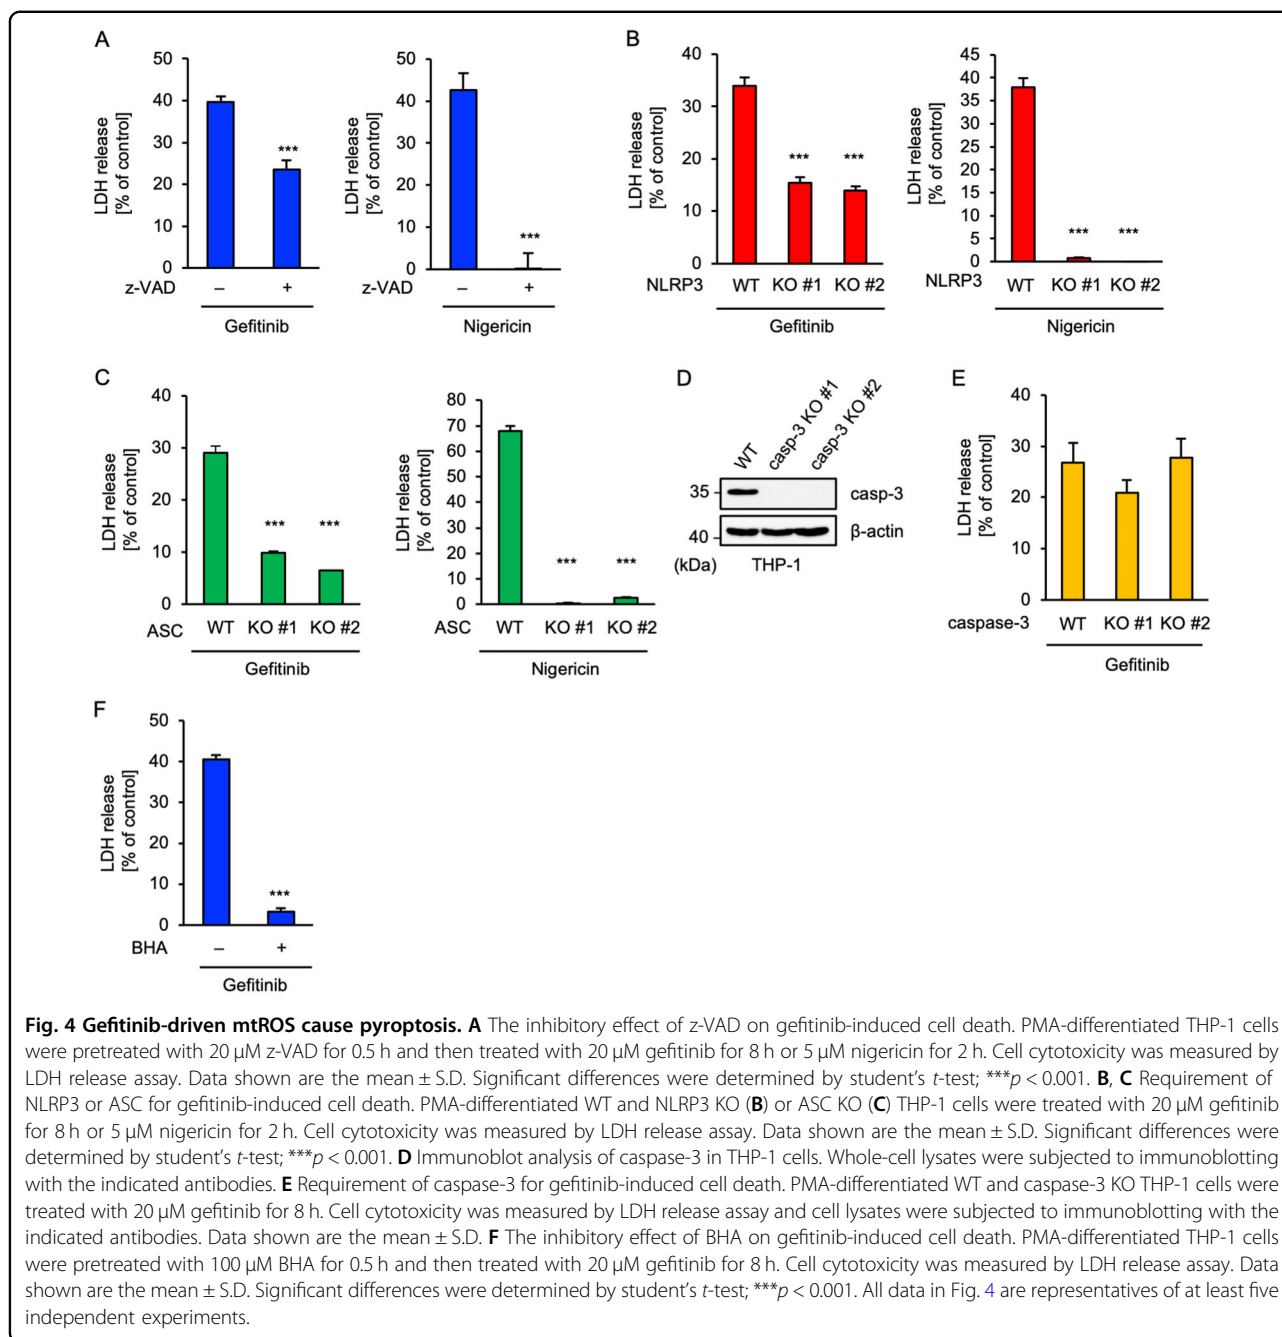 A
LDH release
[% of control]
50
40
30
20
10
0
***
z-VAD
– +
Gefitinib
LDH release
[% of control]
50
40
30
20
10
0
***
z-VAD
– +
Nigericin
B
LDH release
[% of control]
40
30
20
10
0
*** ***
NLRP3
WT KO #1 KO #2
Gefitinib
LDH release
[% of control]
45
40
35
30
25
20
15
10
5
0
*** ***
NLRP3
WT KO #1 KO #2
Nigericin
C
LDH release
[% of control]
40
30
20
10
0
*** ***
ASC
WT KO #1 KO #2
Gefitinib
LDH release
[% of control]
70
60
50
40
30
20
10
0
*** ***
ASC
WT KO #1 KO #2
Nigericin
D
WT
casp-3 KO #1
casp-3 KO #2
35
casp-3
40
β-actin
(kDa)
THP-1
E
LDH release
[% of control]
40
30
20
10
0
caspase-3
WT KO #1 KO #2
Gefitinib
F
LDH release
[% of control]
50
40
30
20
10
0
***
BHA
– +
Gefitinib
Fig. 4 Gefitinib-driven mtROS cause pyroptosis. A The inhibitory effect of z-VAD on gefitinib-induced cell death. PMA-differentiated THP-1 cells
were pretreated with 20 μM z-VAD for 0.5 h and then treated with 20 μM gefitinib for 8 h or 5 μM nigericin for 2 h. Cell cytotoxicity was measured by
LDH release assay. Data shown are the mean ± S.D. Significant differences were determined by student's t-test; ***p < 0.001. B, C Requirement of
NLRP3 or ASC for gefitinib-induced cell death. PMA-differentiated WT and NLRP3 KO (B) or ASC KO (C) THP-1 cells were treated with 20 μM gefitinib
for 8 h or 5 μM nigericin for 2 h. Cell cytotoxicity was measured by LDH release assay. Data shown are the mean ± S.D. Significant differences were
determined by student's t-test; ***p < 0.001. D Immunoblot analysis of caspase-3 in THP-1 cells. Whole-cell lysates were subjected to immunoblotting
with the indicated antibodies. E Requirement of caspase-3 for gefitinib-induced cell death. PMA-differentiated WT and caspase-3 KO THP-1 cells were
treated with 20 μM gefitinib for 8 h. Cell cytotoxicity was measured by LDH release assay and cell lysates were subjected to immunoblotting with the
indicated antibodies. Data shown are the mean ± S.D. F The inhibitory effect of BHA on gefitinib-induced cell death. PMA-differentiated THP-1 cells
were pretreated with 100 μM BHA for 0.5 h and then treated with 20 μM gefitinib for 8 h. Cell cytotoxicity was measured by LDH release assay. Data
shown are the mean ± S.D. Significant differences were determined by student's t-test; ***p < 0.001. All data in Fig. 4 are representatives of at least five
independent experiments.